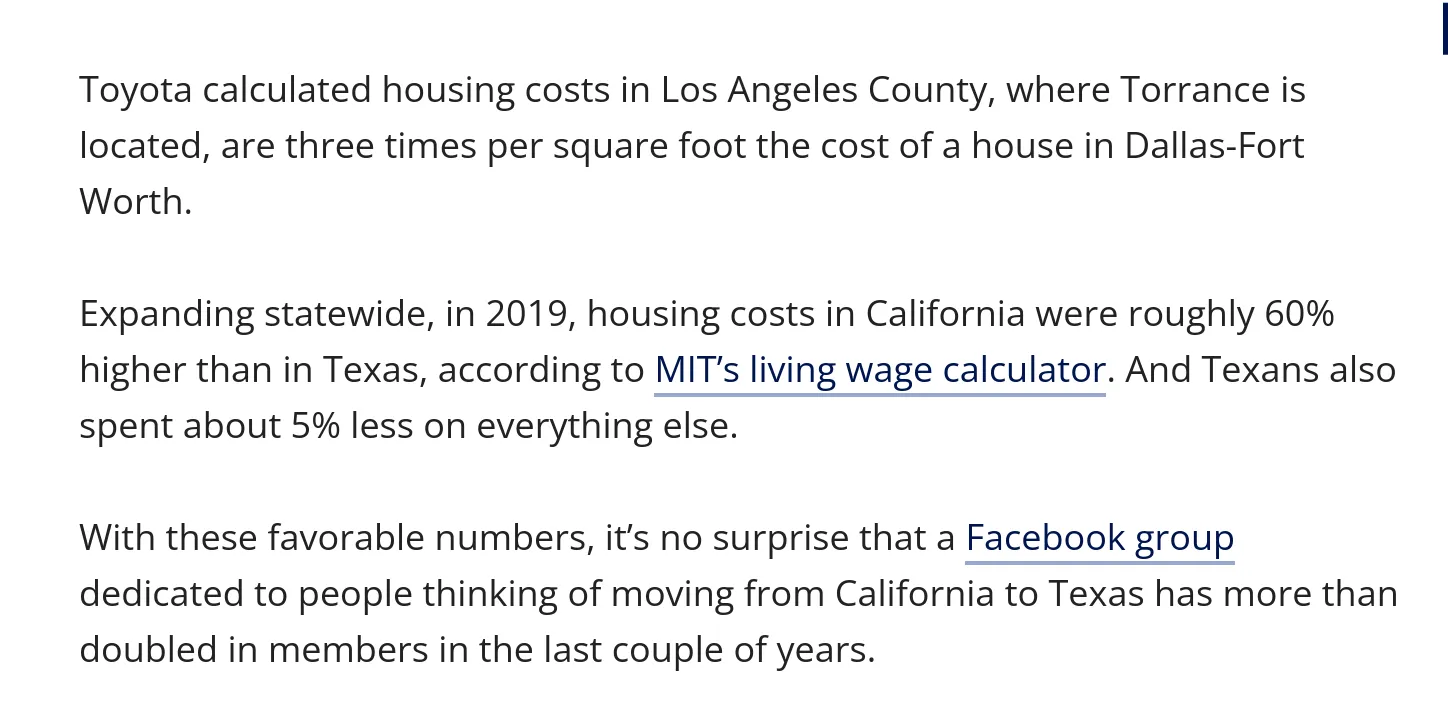 Toyota calculated housing costs in Los Angeles County, where Torrance is
located, are three times per square foot the cost of a house in Dallas-Fort
Worth.
Expanding statewide, in 2019, housing costs in California were roughly 60%
higher than in Texas, according to MIT’s living wage calculator. And Texans also
spent about 5% less on everything else.
With these favorable numbers, it’s no surprise that a Facebook group
dedicated to people thinking of moving from California to Texas has more than
doubled in members in the last couple of years.